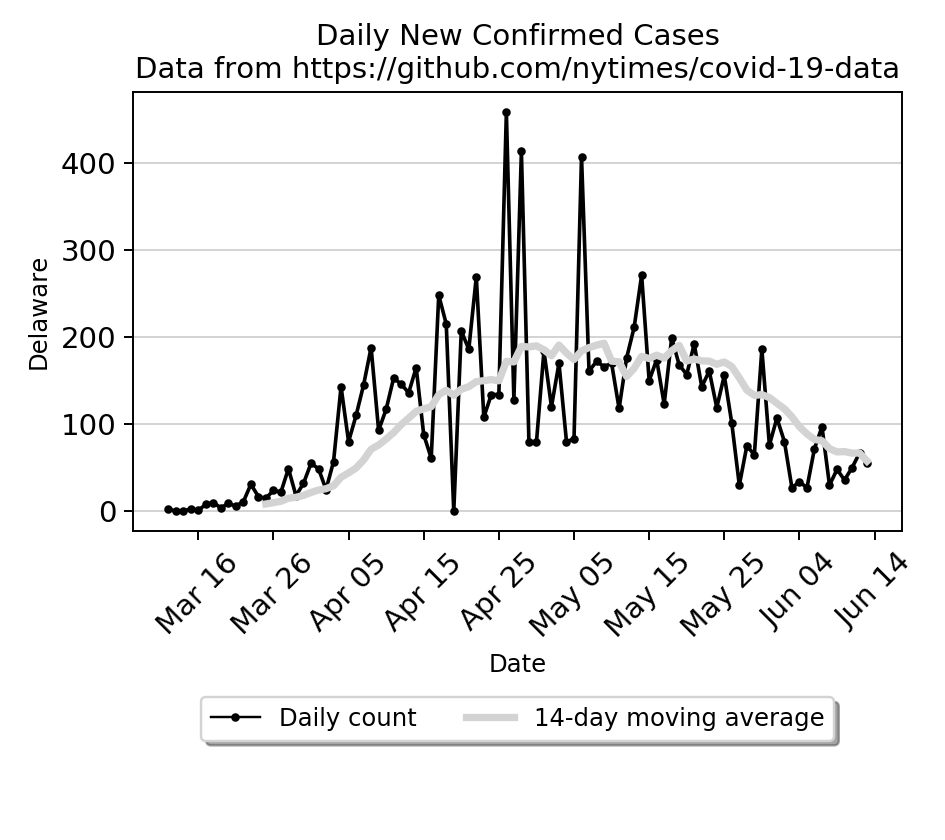 Daily New Confirmed Cases
Data from https://github.com/nytimes/covid-19-data
Delaware
400
300
200
100
0
Mar 16
Mar 26
Apr 05
Apr 15
Apr 25
May 05
May 15
May 25
Jun 04
Jun 14
Date
Daily count
14-day moving average